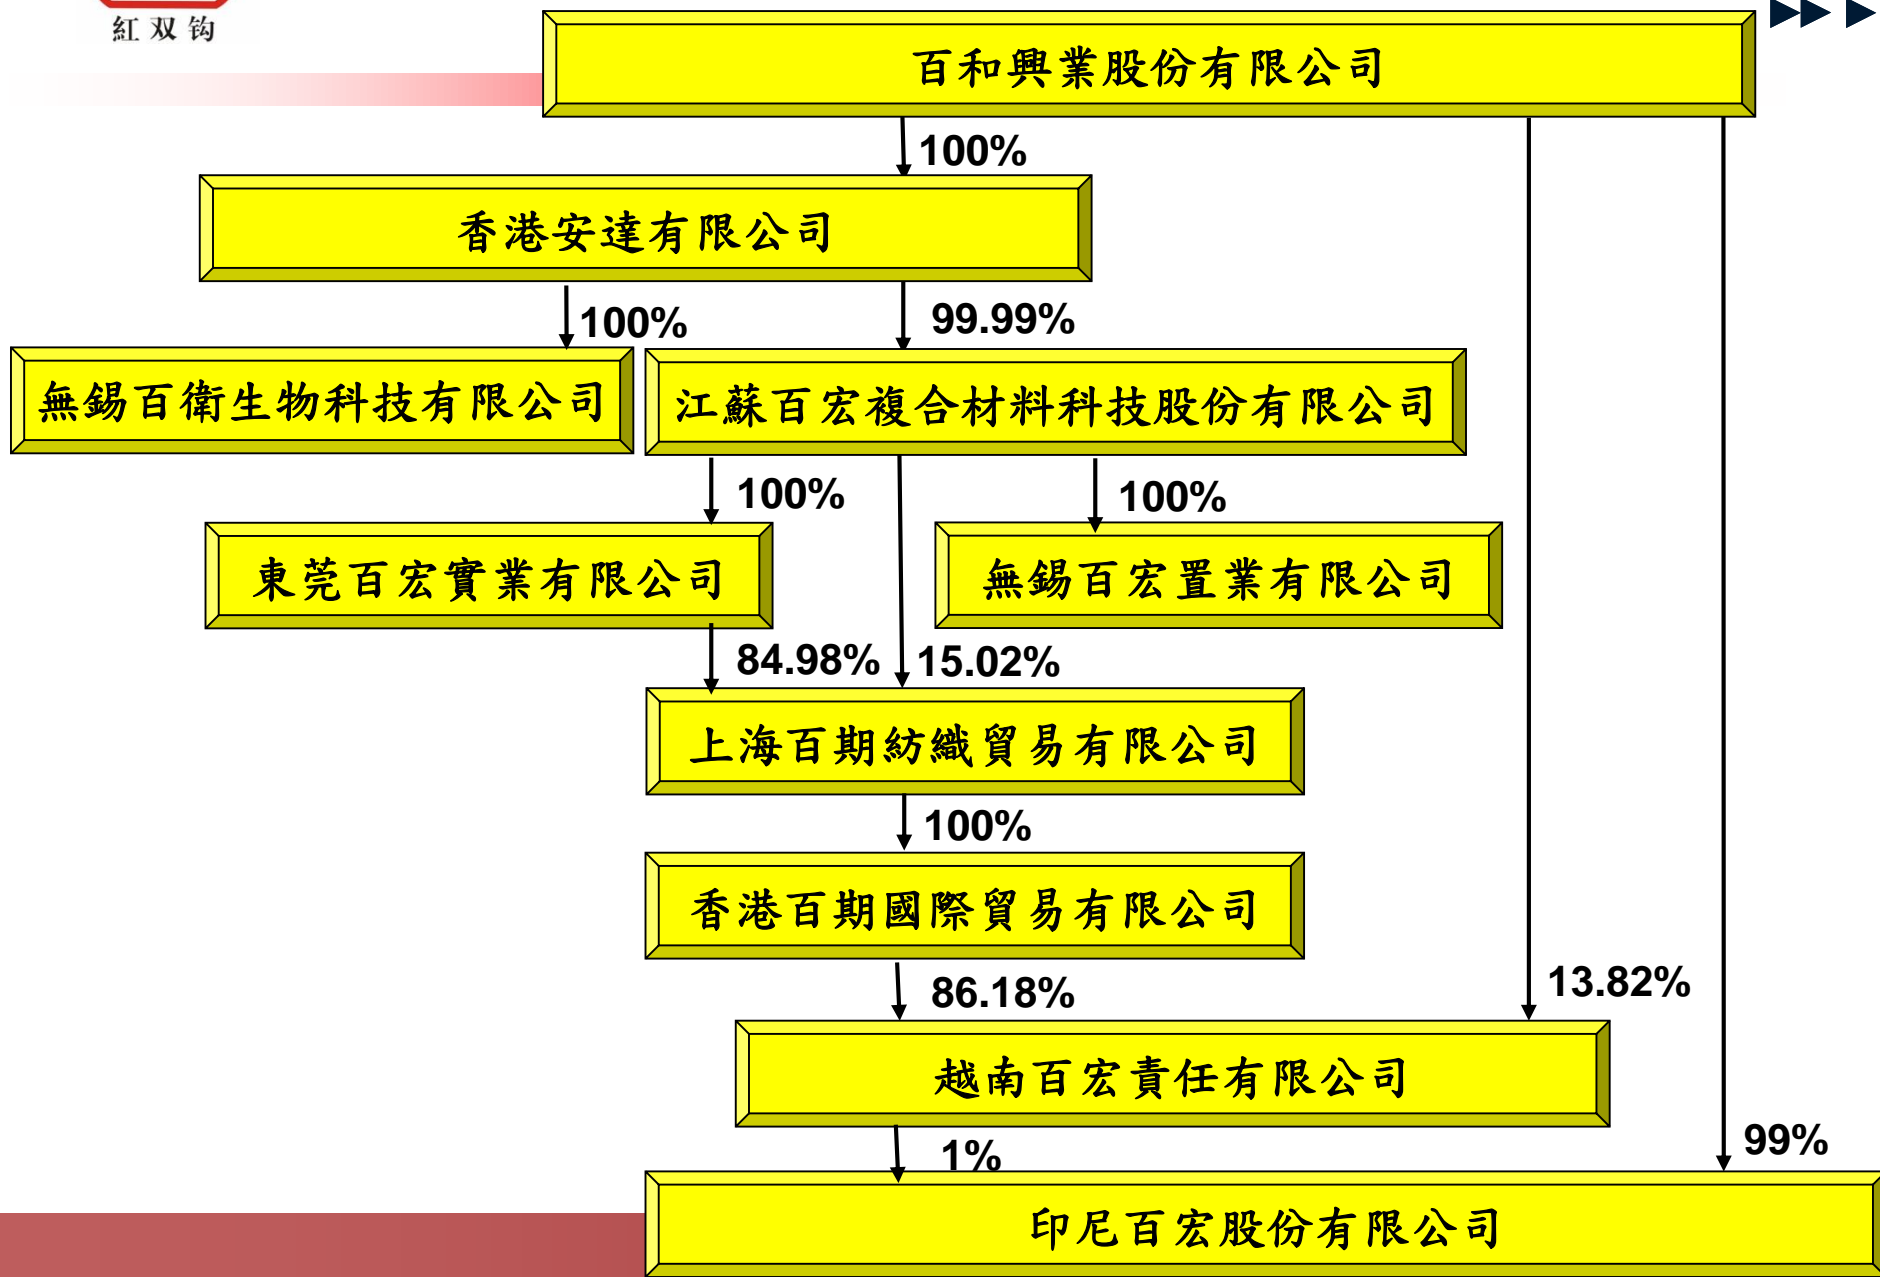 紅双钩
百和興業股份有限公司
100%
香港安達有限公司
100%
99.99%
無錫百衛生物科技有限公司
江蘇百宏複合材料科技股份有限公司
100%
100%
東莞百宏實業有限公司
無錫百宏置業有限公司
84.98%
15.02%
上海百期紡織貿易有限公司
100%
香港百期國際貿易有限公司
86.18%
13.82%
越南百宏責任有限公司
1%
99%
印尼百宏股份有限公司